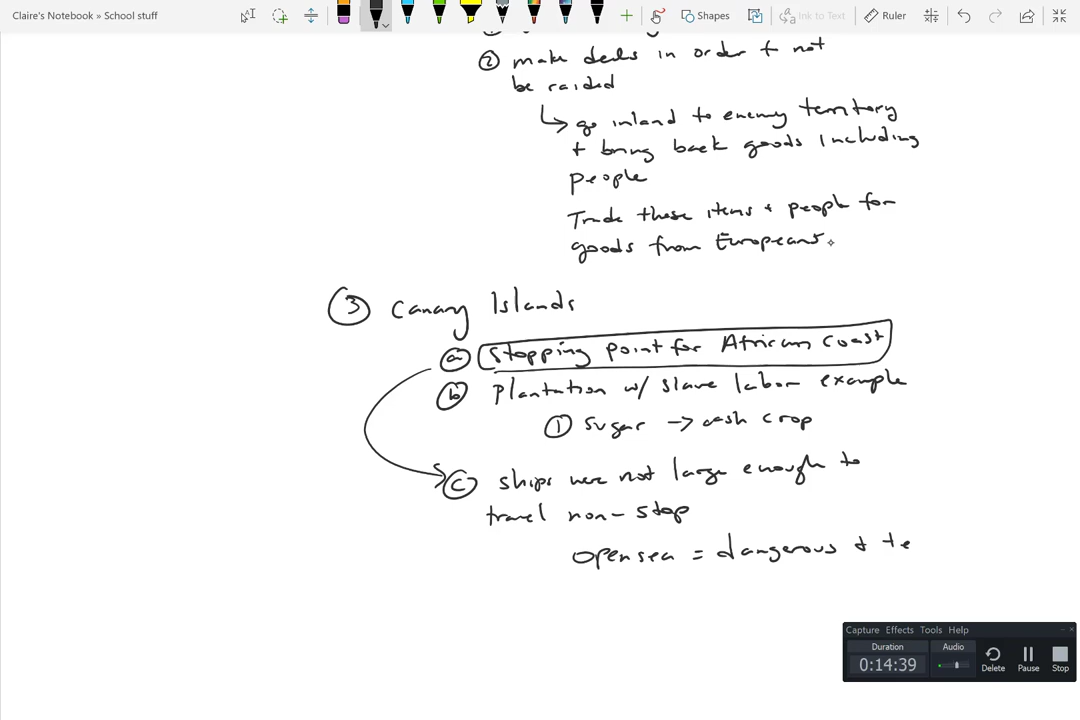 Claire's Notebook » School stuff
Shapes
Ink to Text
Ruler
② make deals in order t not
be raided
↳ go inland to enemy territory
+ bring back goods including
people
Trade these items + people for
goods from Europeans
③ Canary Islands
ⓐ Stopping point for African Coast
ⓑ Plantation w/ slave labor example
① Sugar → cash crop
ⓒ ships were not large enough to
travel non-stop
open sea = dangerous + te
Capture Effects Tools Help
Duration Audio
0:14:39
Delete Pause Stop